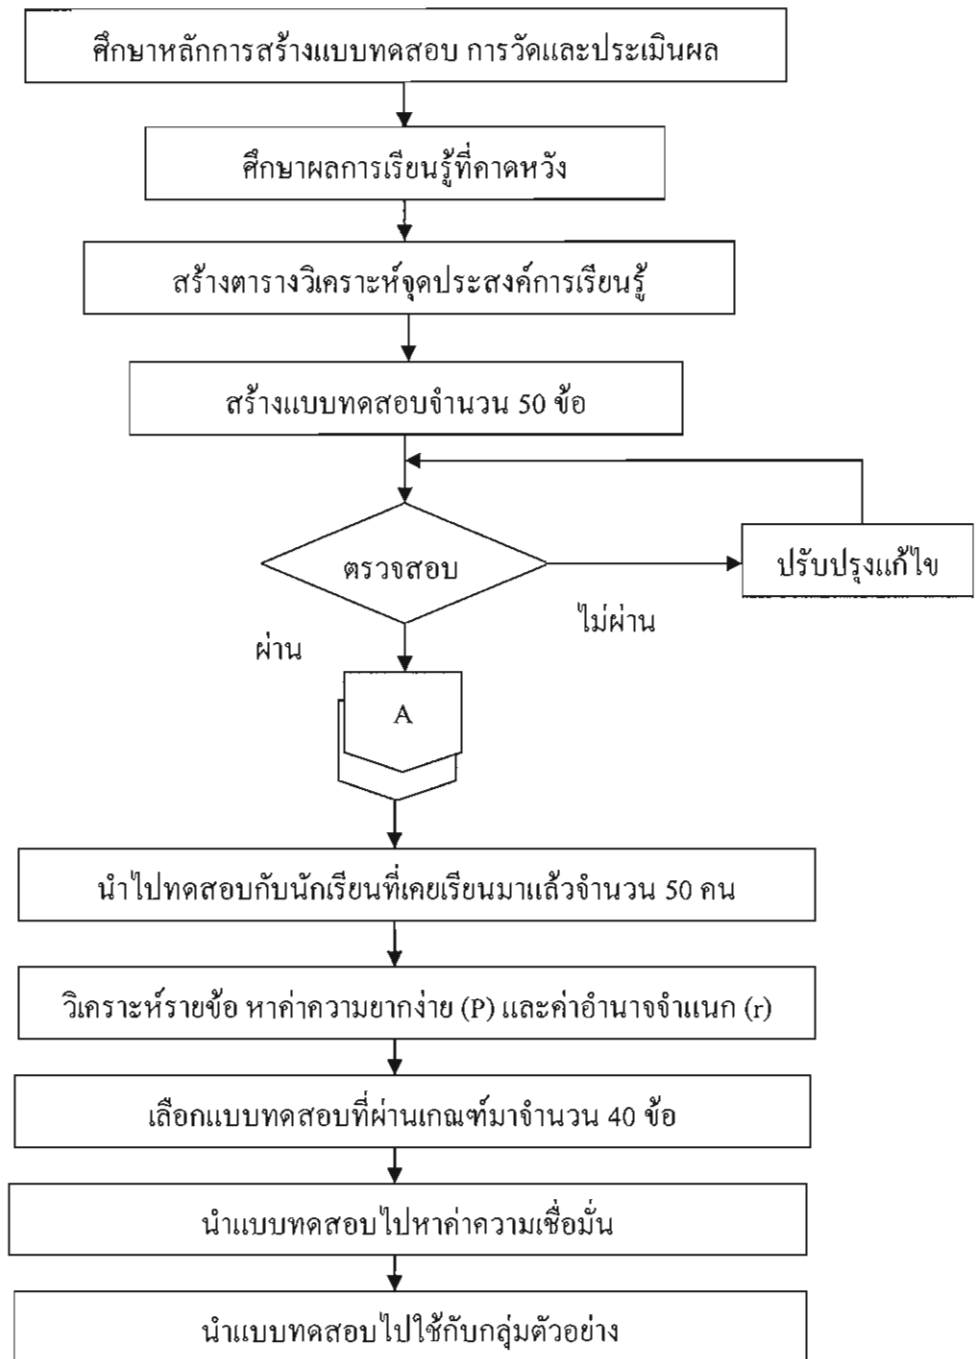 ศึกษาหลักการสร้างแบบทดสอบ การวัดและประเมินผล
ศึกษาผลการเรียนรู้ที่คาดหวัง
สร้างตารางวิเคราะห์จุดประสงค์การเรียนรู้
สร้างแบบทดสอบจำนวน 50 ข้อ
ตรวจสอบ
ปรับปรุงแก้ไข
ไม่ผ่าน
ผ่าน
A
นำไปทดสอบกับนักเรียนที่เคยเรียนมาแล้วจำนวน 50 คน
วิเคราะห์รายข้อ หาค่าความยากง่าย (P) และค่าอำนาจจำแนก (r)
เลือกแบบทดสอบที่ผ่านเกณฑ์มาจำนวน 40 ข้อ
นำแบบทดสอบไปหาค่าความเชื่อมั่น
นำแบบทดสอบไปใช้กับกลุ่มตัวอย่าง